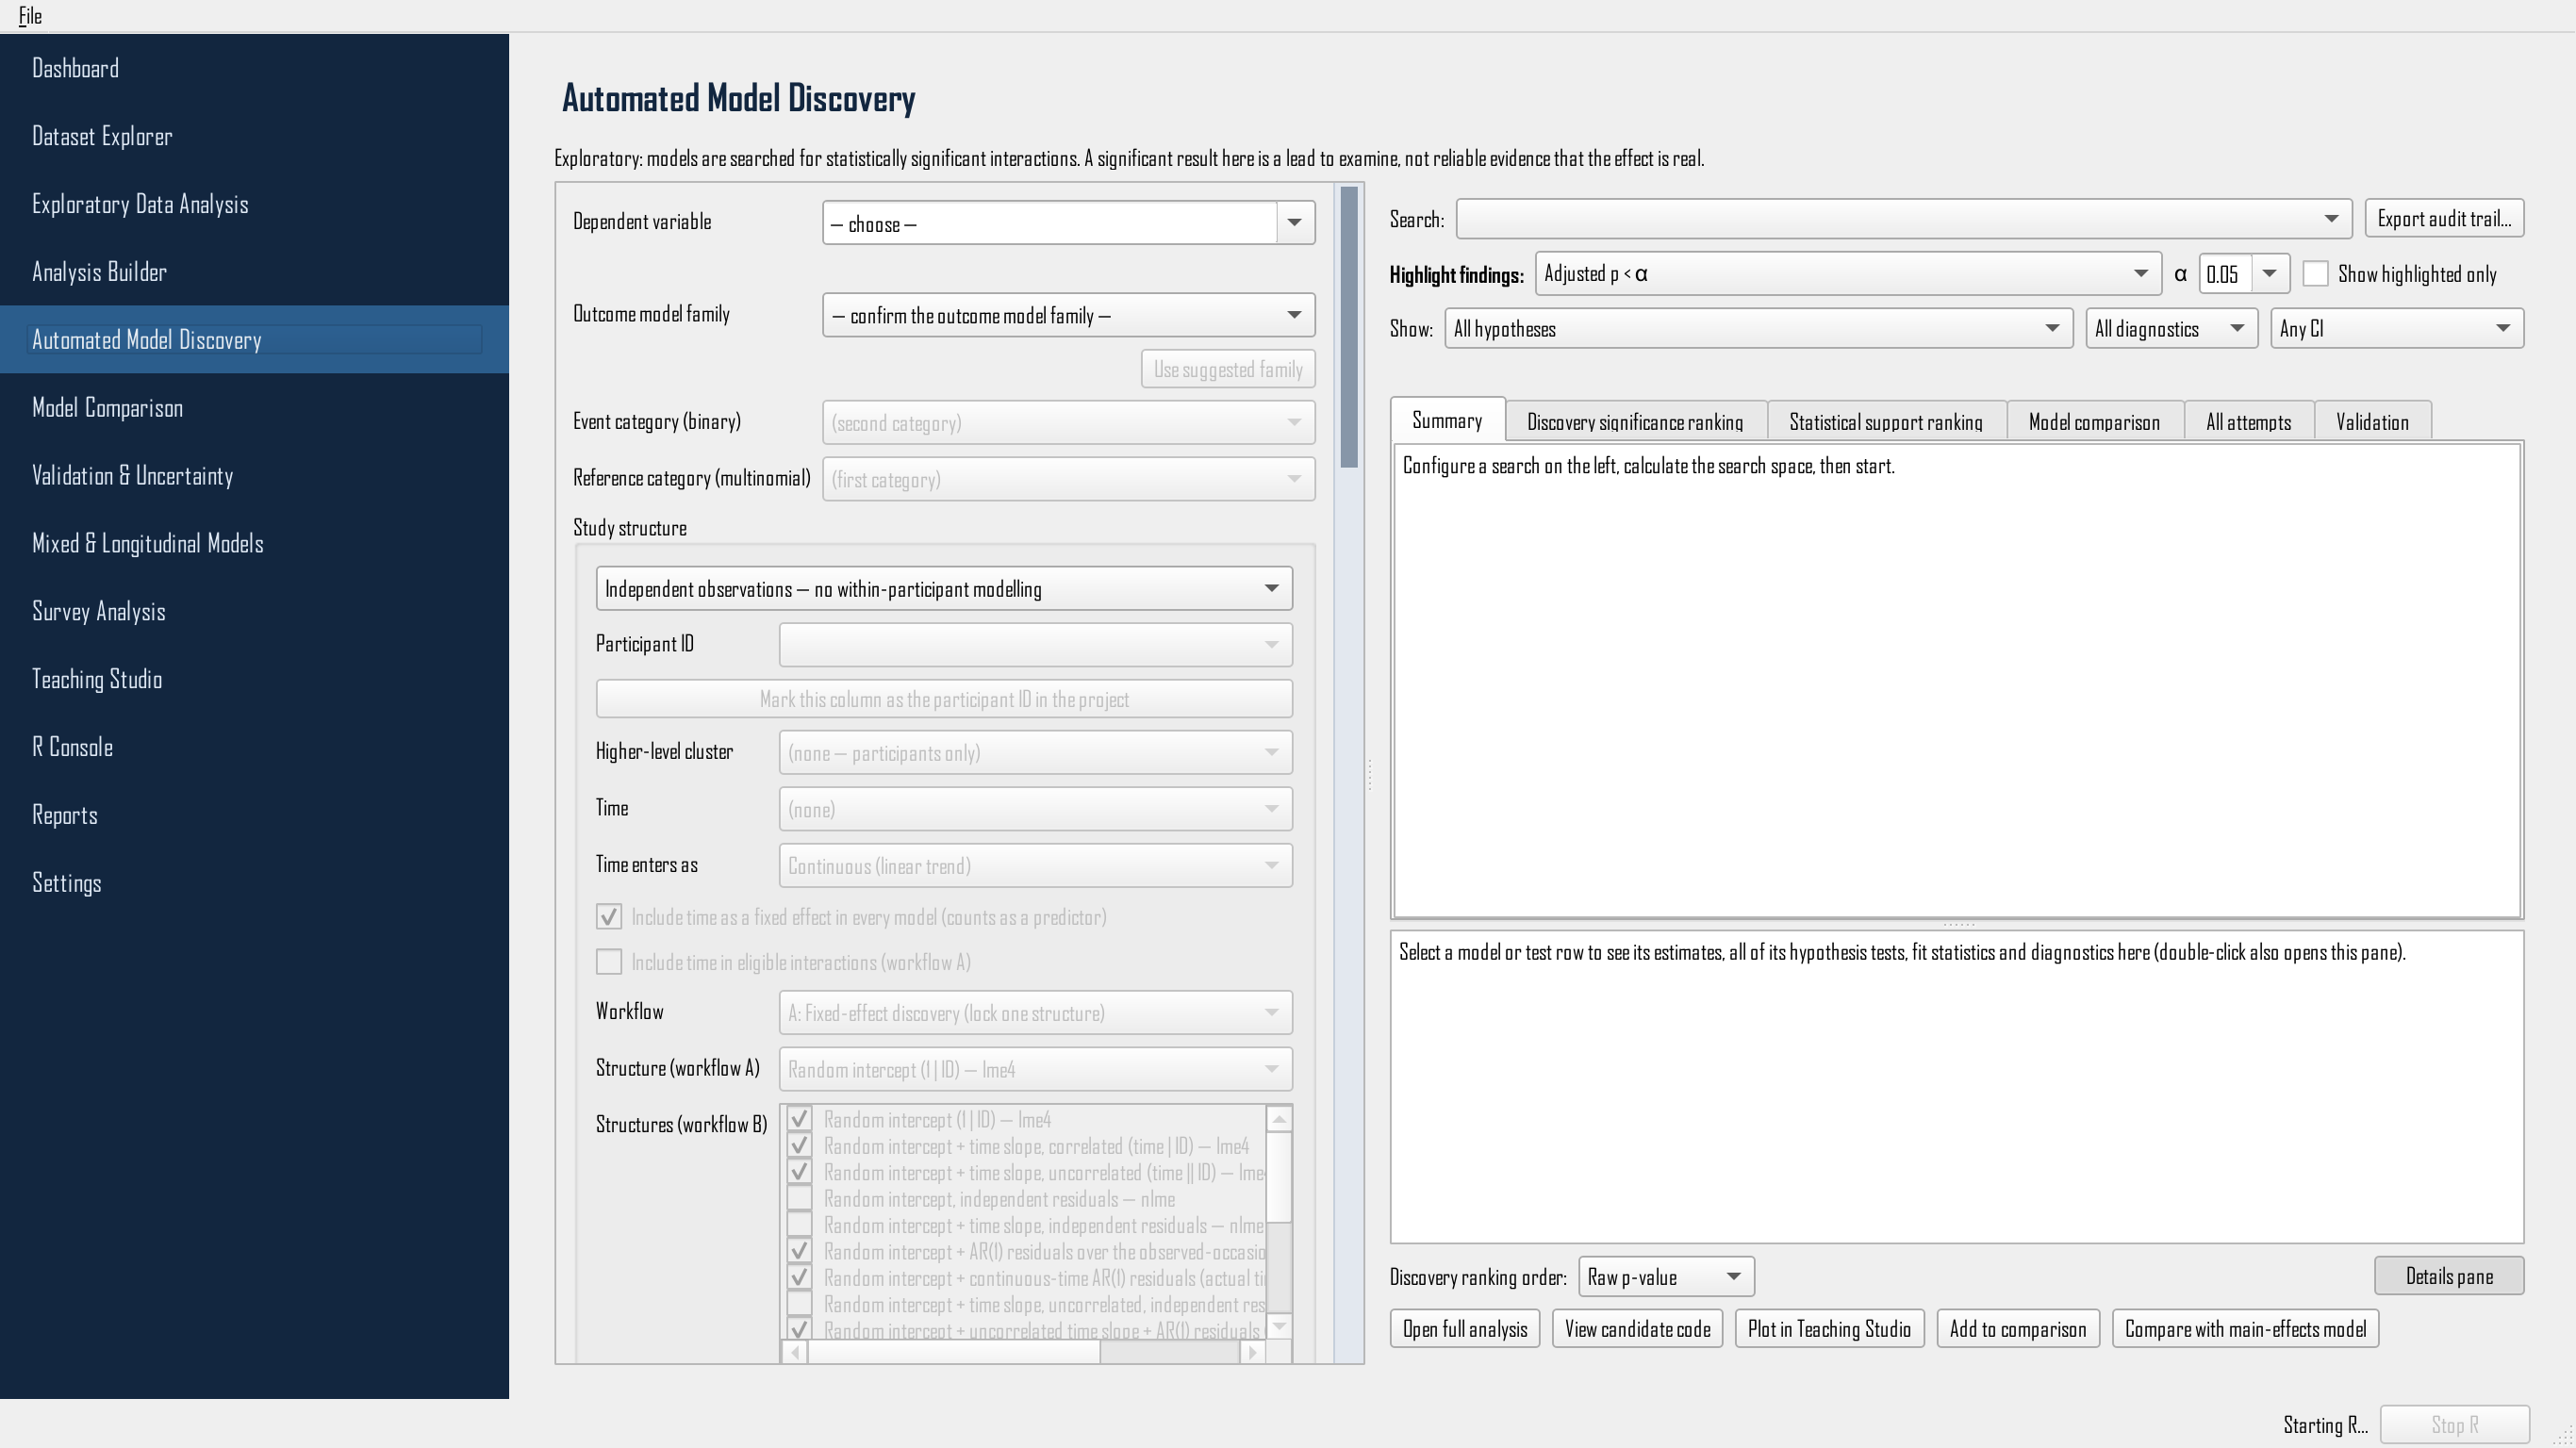 File
Dashboard
Dataset Explorer
Exploratory Data Analysis
Analysis Builder
Automated Model Discovery
Model Comparison
Validation & Uncertainty
Mixed & Longitudinal Models
Survey Analysis
Teaching Studio
R Console
Reports
Settings
Automated Model Discovery
Exploratory: models are searched for statistically significant interactions. A significant result here is a lead to examine, not reliable evidence that the effect is real.
Dependent variable
— choose —
Outcome model family
— confirm the outcome model family —
Use suggested family
Event category (binary)
(second category)
Reference category (multinomial)
(first category)
Study structure
Independent observations — no within-participant modelling
Participant ID
Mark this column as the participant ID in the project
Higher-level cluster
(none — participants only)
Time
(none)
Time enters as
Continuous (linear trend)
Include time as a fixed effect in every model (counts as a predictor)
Include time in eligible interactions (workflow A)
Workflow
A: Fixed-effect discovery (lock one structure)
Structure (workflow A)
Random intercept (1 | ID) — lme4
Structures (workflow B)
Random intercept (1 | ID) — lme4
Random intercept + time slope, correlated (time | ID) — lme4
Random intercept + time slope, uncorrelated (time || ID) — lme
Random intercept, independent residuals — nlme
Random intercept + time slope, independent residuals — nlme
Random intercept + AR(1) residuals over the observed-occasio
Random intercept + continuous-time AR(1) residuals (actual ti
Random intercept + time slope, uncorrelated, independent res
Random intercept + uncorrelated time slope + AR(1) residuals
Search:
Export audit trail...
Highlight findings:
Adjusted p < α
α
0.05
Show highlighted only
Show:
All hypotheses
All diagnostics
Any CI
Summary
Discovery significance ranking
Statistical support ranking
Model comparison
All attempts
Validation
Configure a search on the left, calculate the search space, then start.
Select a model or test row to see its estimates, all of its hypothesis tests, fit statistics and diagnostics here (double-click also opens this pane).
Discovery ranking order:
Raw p-value
Details pane
Open full analysis
View candidate code
Plot in Teaching Studio
Add to comparison
Compare with main-effects model
Starting R...
Stop R